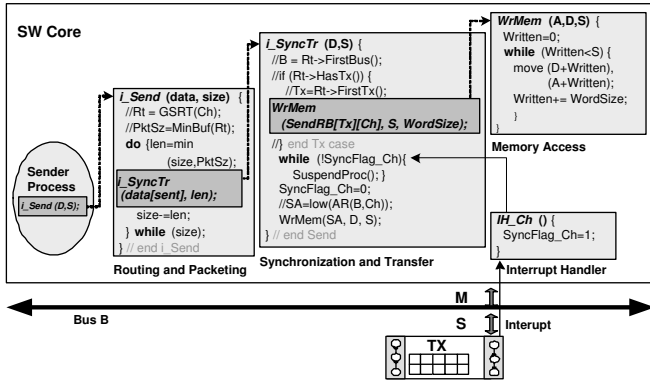 SW Core
Sender
Process
i_Send (D,S);
i_Send (data, size) {
//Rt = GSRT(Ch);
//PktSz=MinBuf(Rt);
do {len=min
(size,PktSz);
i_SyncTr
(data[sent], len);
size-=len;
} while (size);
} // end i_Send
Routing and Packeting
i_SyncTr (D,S) {
//B = Rt->FirstBus();
//if (Rt->HasTx()) {
//Tx=Rt->FirstTx();
WrMem
(SendRB[Tx][Ch], S, WordSize);
//} end Tx case
while (!SyncFlag_Ch){
SuspendProc(); }
SyncFlag_Ch=0;
//SA=low(AR(B,Ch));
WrMem(SA, D, S);
} // end Send
Synchronization and Transfer
WrMem (A,D,S) {
Written=0;
while (Written<S) {
move (D+Written),
(A+Written);
Written+= WordSize;
}
}
Memory Access
IH_Ch () {
SyncFlag_Ch=1;
}
Interrupt Handler
M
Bus B
S
Interupt
TX